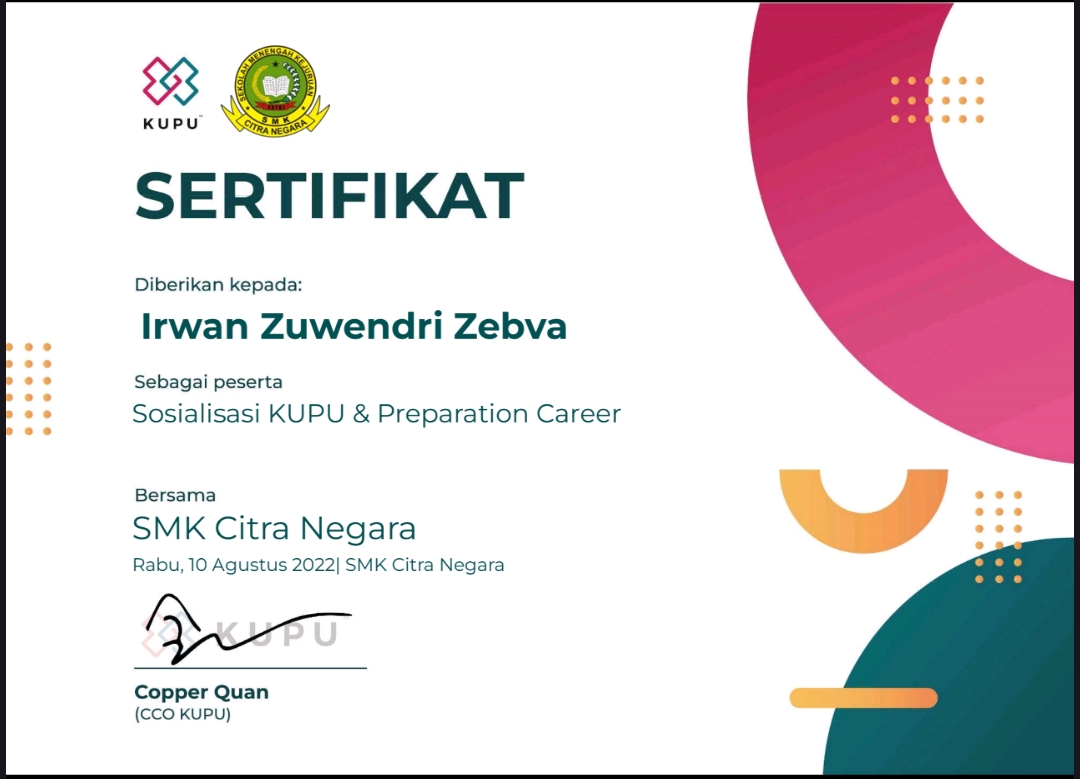 KUPU
SEKOLAH MENENGAH KEJURUAN
SMK
CITRA NEGARA
SERTIFIKAT
Diberikan kepada:
Irwan Zuwendri Zebva
Sebagai peserta
Sosialisasi KUPU & Preparation Career
Bersama
SMK Citra Negara
Rabu, 10 Agustus 2022| SMK Citra Negara
KUPU
Copper Quan
(CCO KUPU)